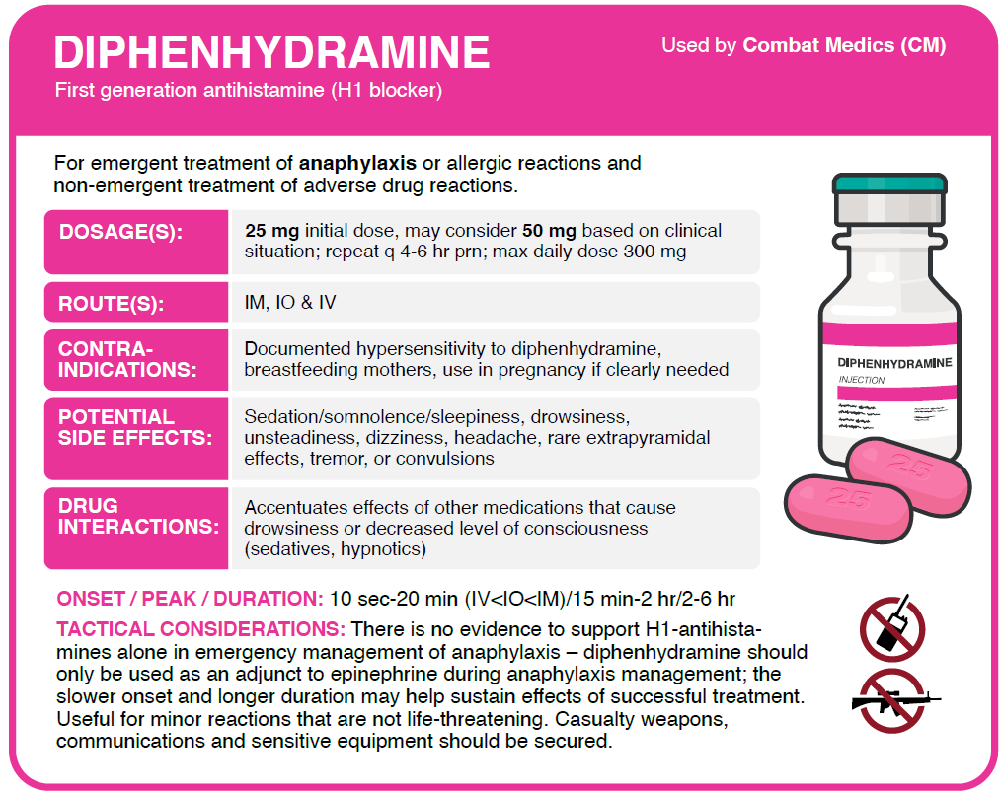 DIPHENHYDRAMINE
Used by Combat Medics (CM)
First generation antihistamine (H1 blocker)
For emergent treatment of anaphylaxis or allergic reactions and
non-emergent treatment of adverse drug reactions.
DOSAGE(S):
25 mg initial dose, may consider 50 mg based on clinical
situation; repeat q 4-6 hr prn; max daily dose 300 mg
ROUTE(S):
IM, IO & IV
CONTRA-
INDICATIONS:
Documented hypersensitivity to diphenhydramine,
breastfeeding mothers, use in pregnancy if clearly needed
POTENTIAL
SIDE EFFECTS:
Sedation/somnolence/sleepiness, drowsiness,
unsteadiness, dizziness, headache, rare extrapyramidal
effects, tremor, or convulsions
DRUG
INTERACTIONS:
Accentuates effects of other medications that cause
drowsiness or decreased level of consciousness
(sedatives, hypnotics)
DIPHENHYDRAMINE
INJECTION
25
25
ONSET / PEAK / DURATION: 10 sec-20 min (IV<IO<IM)/15 min-2 hr/2-6 hr
TACTICAL CONSIDERATIONS: There is no evidence to support H1-antihista-
mines alone in emergency management of anaphylaxis – diphenhydramine should
only be used as an adjunct to epinephrine during anaphylaxis management; the
slower onset and longer duration may help sustain effects of successful treatment.
Useful for minor reactions that are not life-threatening. Casualty weapons,
communications and sensitive equipment should be secured.